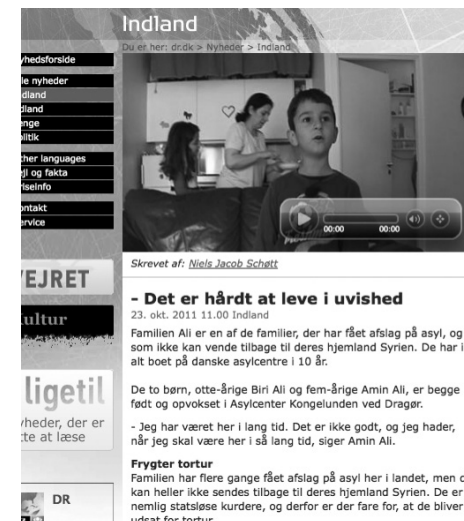 Indland
Du er her: dr.dk > Nyheder > Indland
yhedsforside
le nyheder
dland
dland
enge
litik
ther languages
ejl og fakta
riseinfo
ontakt
ervice
00:00 00:00
EJRET
ultur
ligetil
yheder, der er
tte at læse
DR
Skrevet af: Niels Jacob Schøtt
- Det er hårdt at leve i uvished
23. okt. 2011 11.00 Indland
Familien Ali er en af de familier, der har fået afslag på asyl, og
som ikke kan vende tilbage til deres hjemland Syrien. De har i
alt boet på danske asylcentre i 10 år.
De to børn, otte-årige Biri Ali og fem-årige Amin Ali, er begge
født og opvokset i Asylcenter Kongelunden ved Dragør.
- Jeg har været her i lang tid. Det er ikke godt, og jeg hader,
når jeg skal være her i så lang tid, siger Amin Ali.
Frygter tortur
Familien har flere gange fået afslag på asyl her i landet, men d
kan heller ikke sendes tilbage til deres hjemland Syrien. De er
nemlig statsløse kurdere, og derfor er der fare for, at de bliver
udsat for tortur.